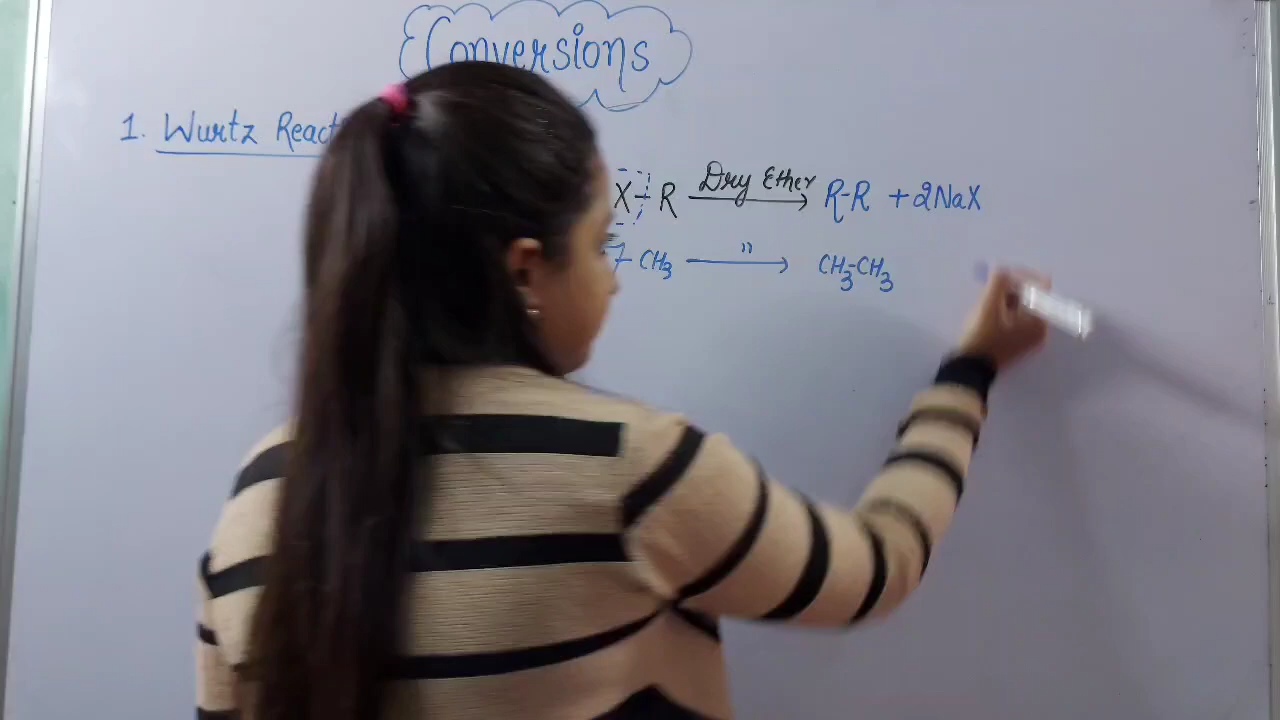 Conversions
1. Wurtz React
X - R Dry Ether R-R + 2NaX
- CH3 " CH3-CH3